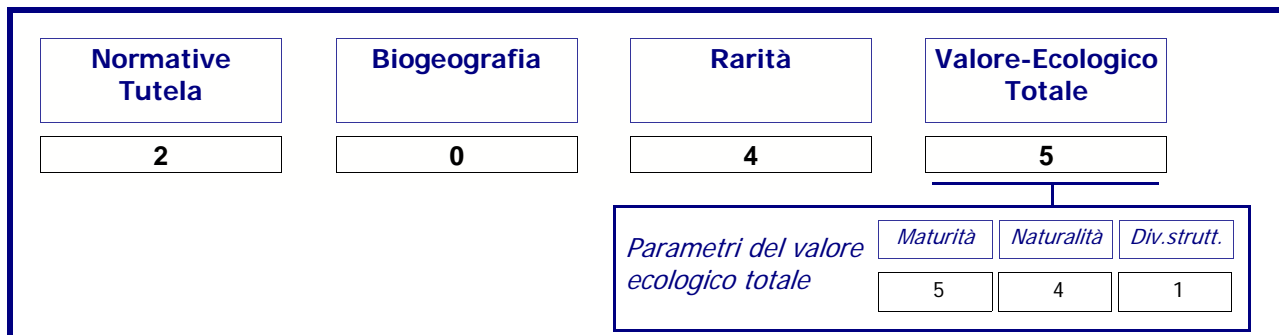 Normative Tutela
Biogeografia
Rarità
Valore-Ecologico Totale
2
0
4
5
Parametri del valore
ecologico totale
Maturità
Naturalità
Div.strutt.
5
4
1